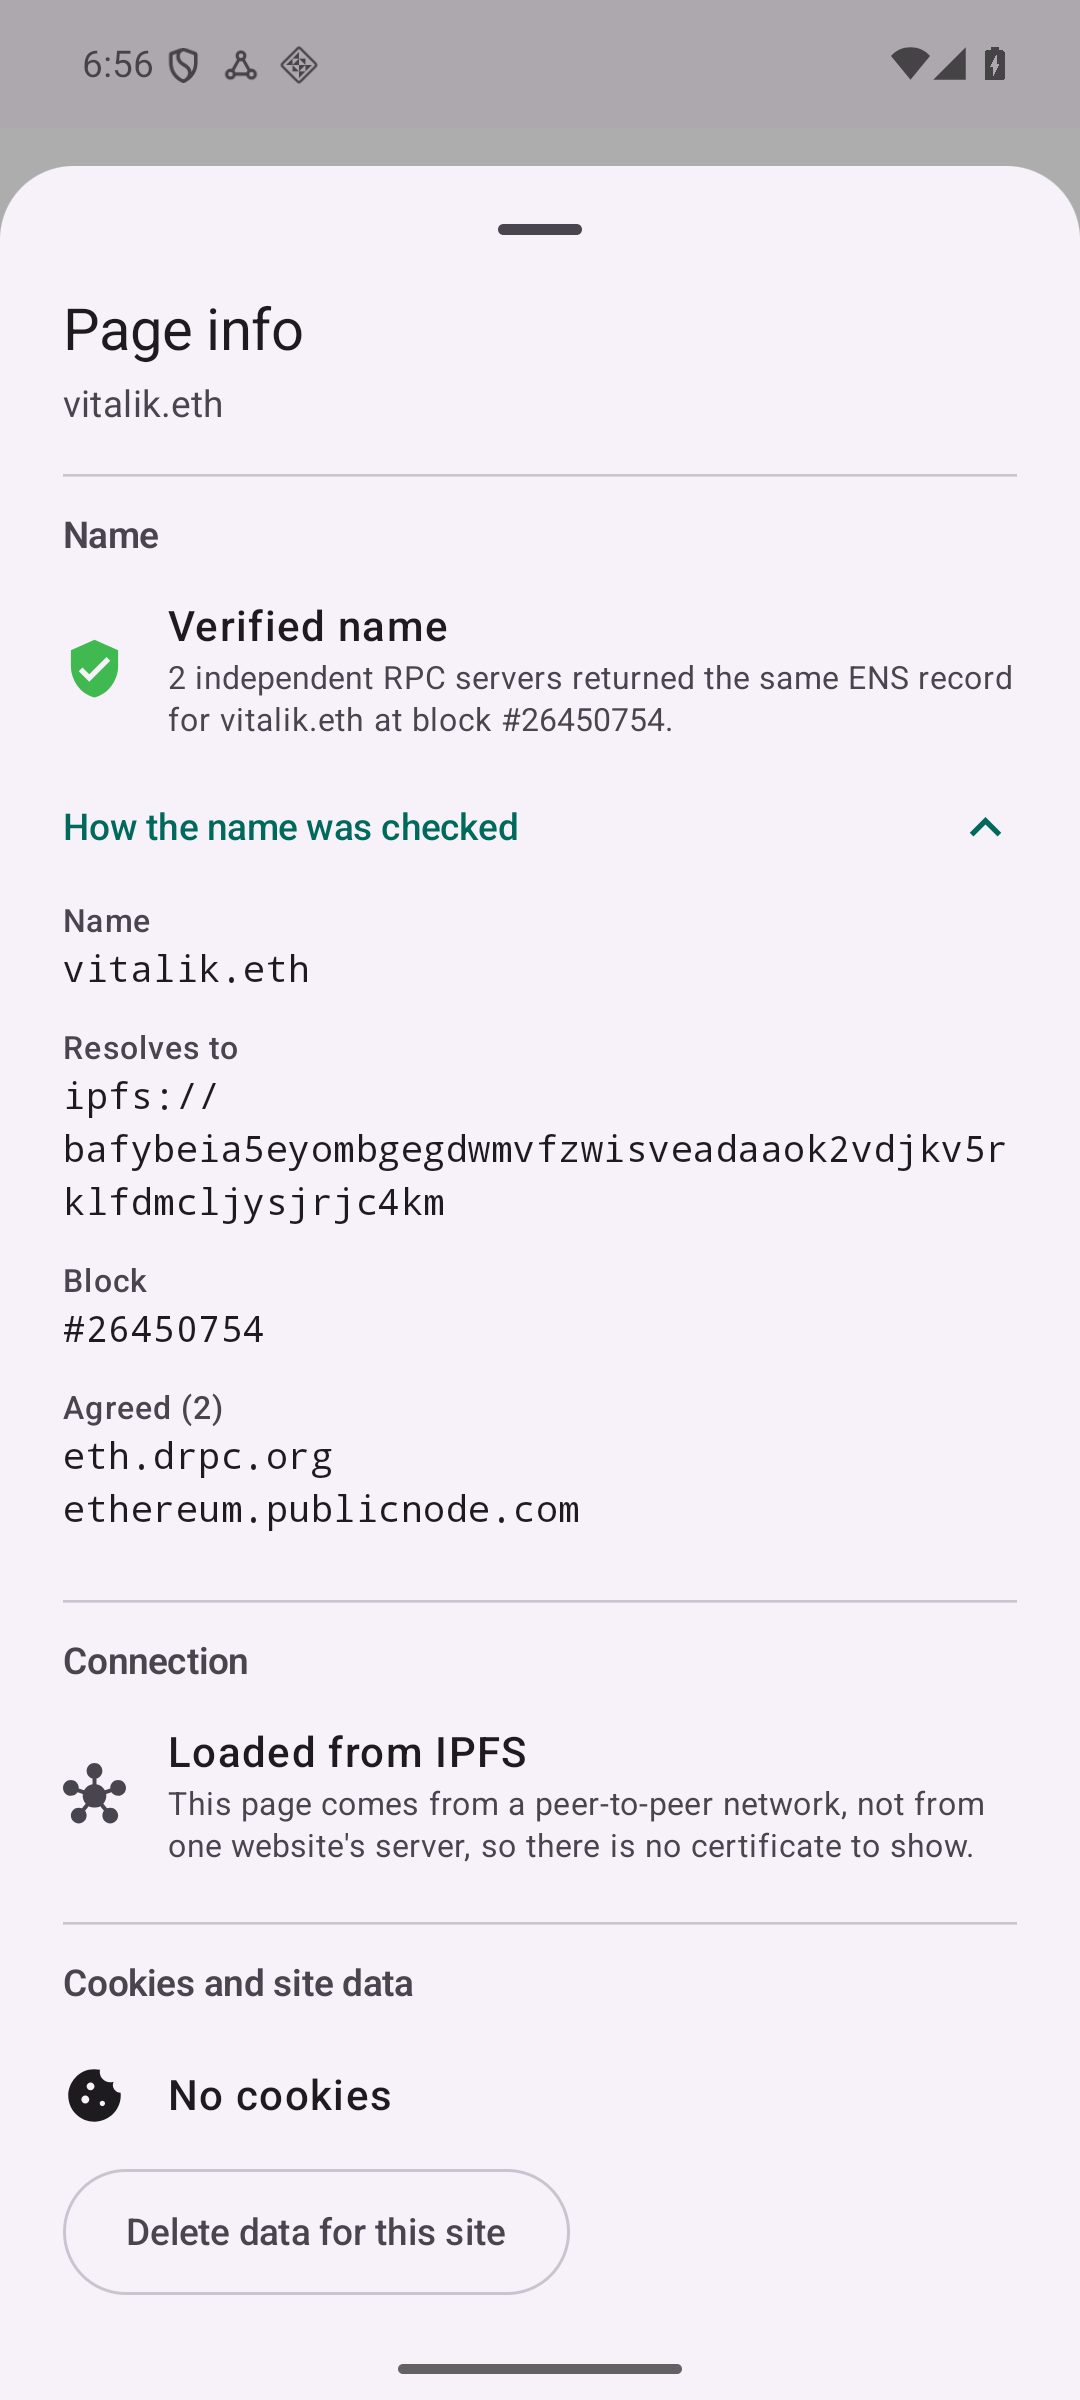 6:56
Page info
vitalik.eth
Name
Verified name
2 independent RPC servers returned the same ENS record
for vitalik.eth at block #26450754.
How the name was checked
Name
vitalik.eth
Resolves to
ipfs://
bafybeia5eyombgegdwmvfzwisveadaaok2vdjkv5r
klfdmcljysjrjc4km
Block
#26450754
Agreed (2)
eth.drpc.org
ethereum.publicnode.com
Connection
Loaded from IPFS
This page comes from a peer-to-peer network, not from
one website's server, so there is no certificate to show.
Cookies and site data
No cookies
Delete data for this site